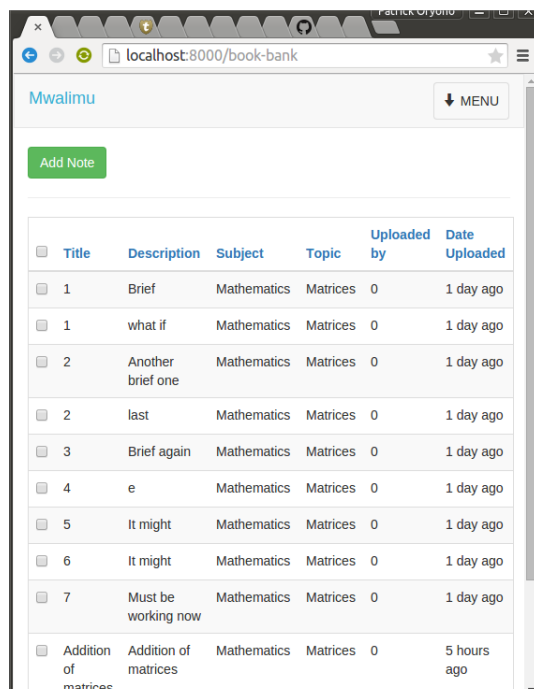 Patrick Oryono
localhost:8000/book-bank
Mwalimu
MENU
Add Note
Title Description Subject Topic Uploaded by Date Uploaded
1 Brief Mathematics Matrices 0 1 day ago
1 what if Mathematics Matrices 0 1 day ago
2 Another brief one Mathematics Matrices 0 1 day ago
2 last Mathematics Matrices 0 1 day ago
3 Brief again Mathematics Matrices 0 1 day ago
4 e Mathematics Matrices 0 1 day ago
5 It might Mathematics Matrices 0 1 day ago
6 It might Mathematics Matrices 0 1 day ago
7 Must be working now Mathematics Matrices 0 1 day ago
Addition of matrices Addition of matrices Mathematics Matrices 0 5 hours ago